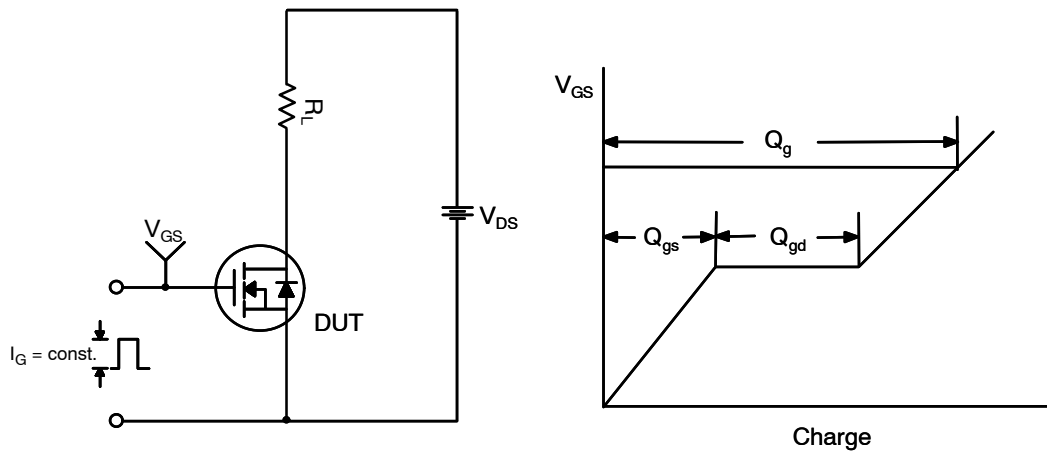 R_L
V_GS
V_DS
DUT
I_G = const.
V_GS
Q_g
Q_gs
Q_gd
Charge